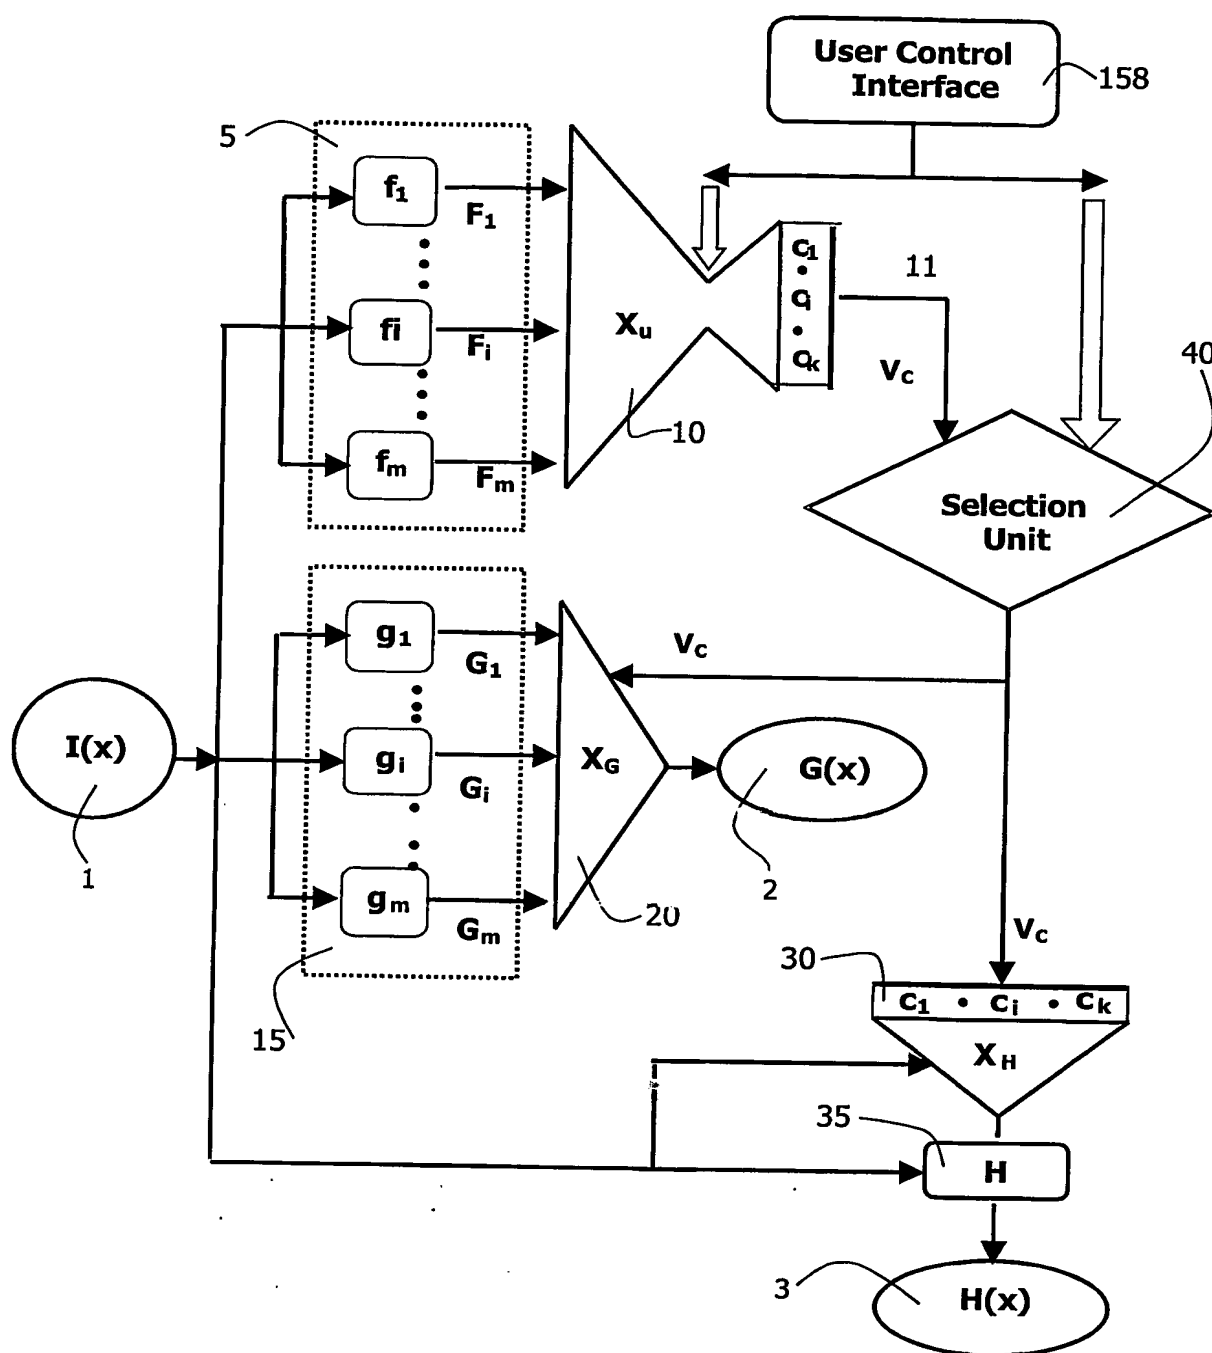 User Control
Interface
158
5
f1
F1
c1
ci
ck
11
fi
Fi
Xu
Vc
40
10
fm
Fm
Selection
Unit
g1
G1
Vc
I(x)
gi
Gi
XG
G(x)
1
2
gm
Gm
20
Vc
15
30
c1 • ci • ck
XH
35
H
3
H(x)